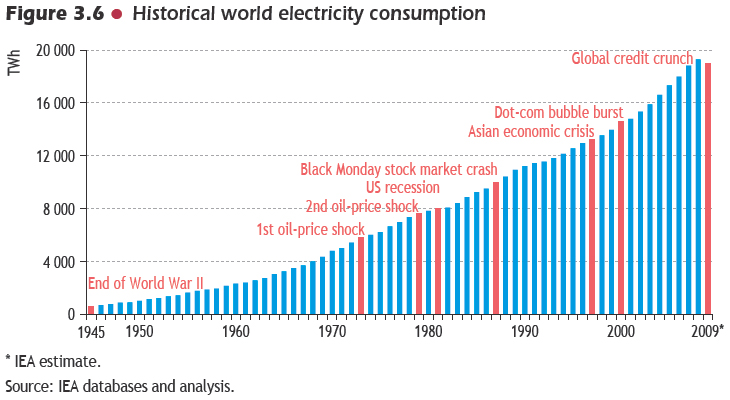 Figure 3.6 ● Historical world electricity consumption
TWh
20 000
16 000
12 000
8 000
4 000
0
Global credit crunch
Dot-com bubble burst
Asian economic crisis
Black Monday stock market crash
US recession
2nd oil-price shock
1st oil-price shock
End of World War II
1945 1950 1960 1970 1980 1990 2000 2009*
* IEA estimate.
Source: IEA databases and analysis.